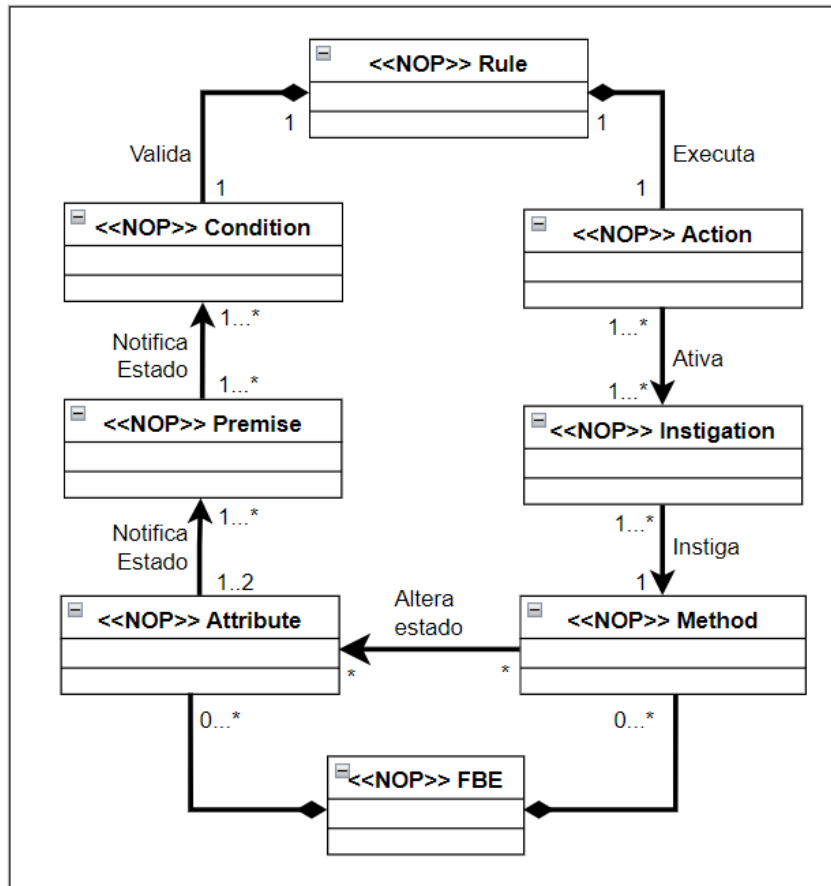 <<NOP>> Rule
1
1
Valida
Executa
1
1
<<NOP>> Condition
<<NOP>> Action
1...*
1...*
Notifica
Estado
Ativa
1...*
1...*
<<NOP>> Premise
<<NOP>> Instigation
1...*
1...*
Notifica
Estado
Instiga
1..2
1
<<NOP>> Attribute
Altera
estado
<<NOP>> Method
*
*
0...*
0...*
<<NOP>> FBE